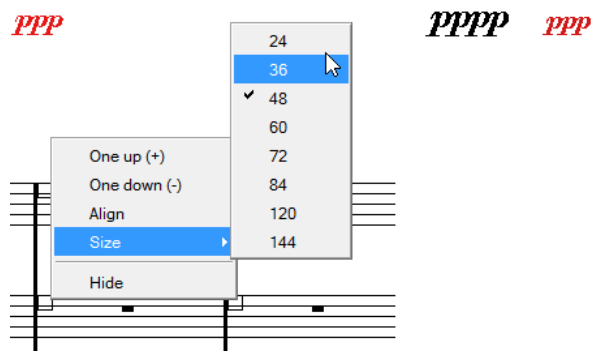 ppp
pppp ppp
24
36
48
60
72
84
120
144
One up (+)
One down (-)
Align
Size
Hide